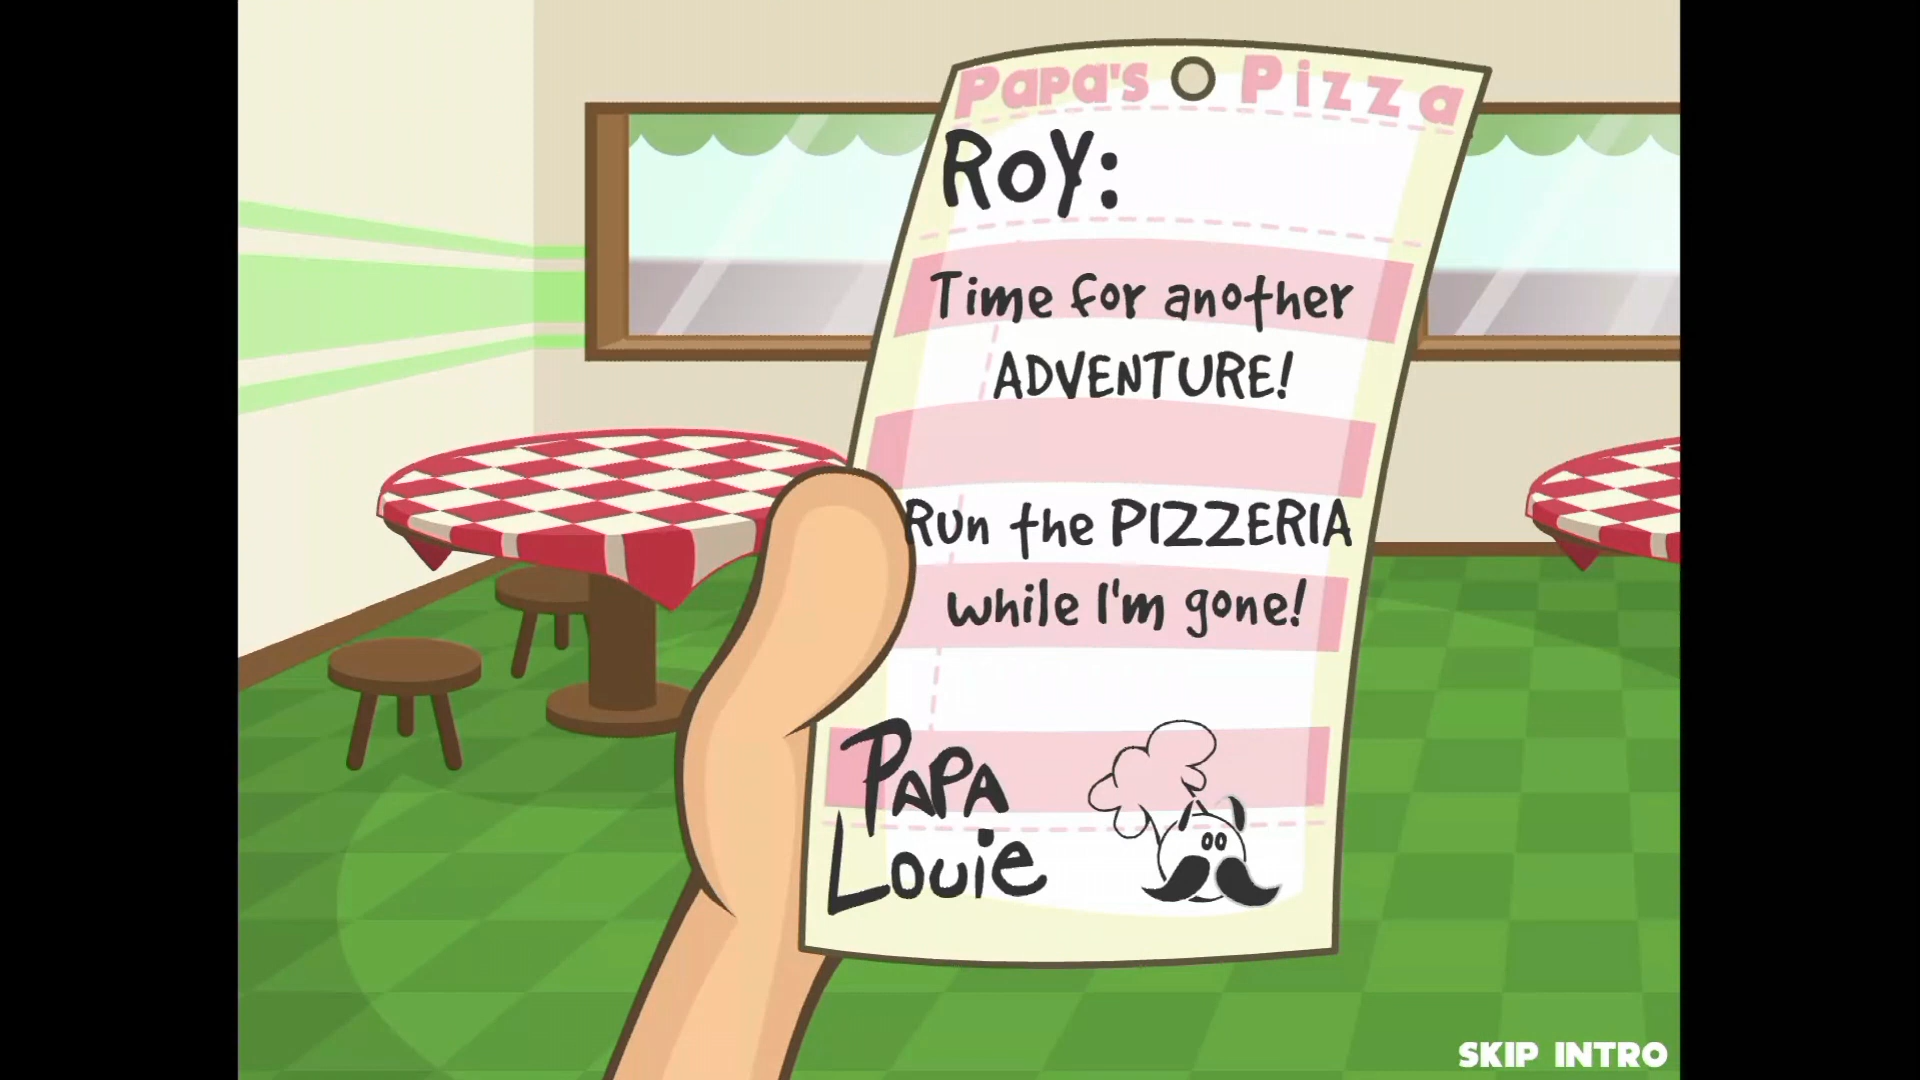 Papa's Pizza
Roy:
Time for another
ADVENTURE!
Run the PIZZERIA
while I'm gone!
PAPA
Louie
SKIP INTRO